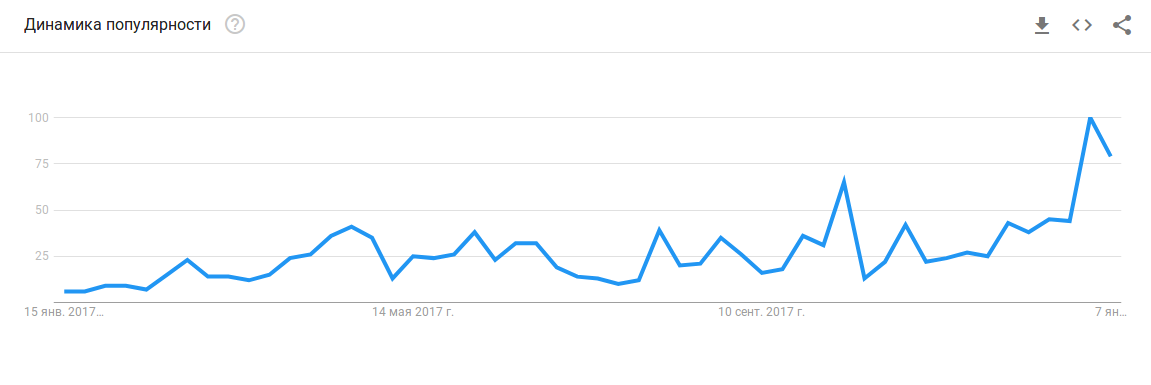 Динамика популярности ?
100
75
50
25
15 янв. 2017…
14 мая 2017 г.
10 сент. 2017 г.
7 ян…